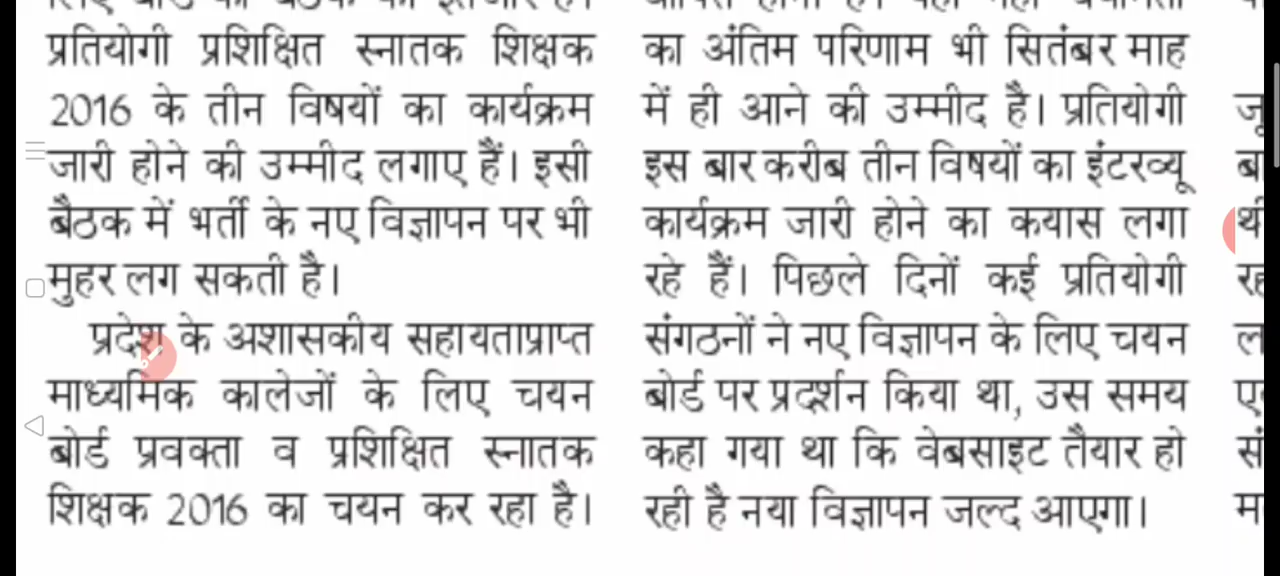 प्रतियोगी प्रशिक्षित स्नातक शिक्षक
2016 के तीन विषयों का कार्यक्रम
जारी होने की उम्मीद लगाए हैं। इसी
बैठक में भर्ती के नए विज्ञापन पर भी
मुहर लग सकती है।
प्रदेश के अशासकीय सहायताप्राप्त
माध्यमिक कालेजों के लिए चयन
बोर्ड प्रवक्ता व प्रशिक्षित स्नातक
शिक्षक 2016 का चयन कर रहा है।
का अंतिम परिणाम भी सितंबर माह
में ही आने की उम्मीद है। प्रतियोगी
इस बार करीब तीन विषयों का इंटरव्यू
कार्यक्रम जारी होने का कयास लगा
रहे हैं। पिछले दिनों कई प्रतियोगी
संगठनों ने नए विज्ञापन के लिए चयन
बोर्ड पर प्रदर्शन किया था, उस समय
कहा गया था कि वेबसाइट तैयार हो
रही है नया विज्ञापन जल्द आएगा।